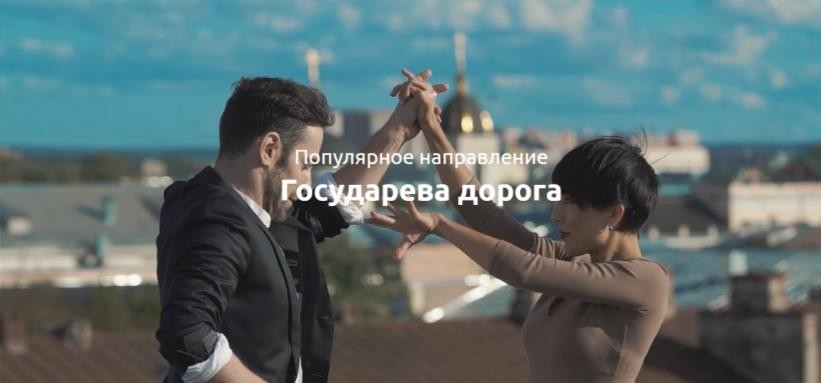 Популярное направление
Государева дорога